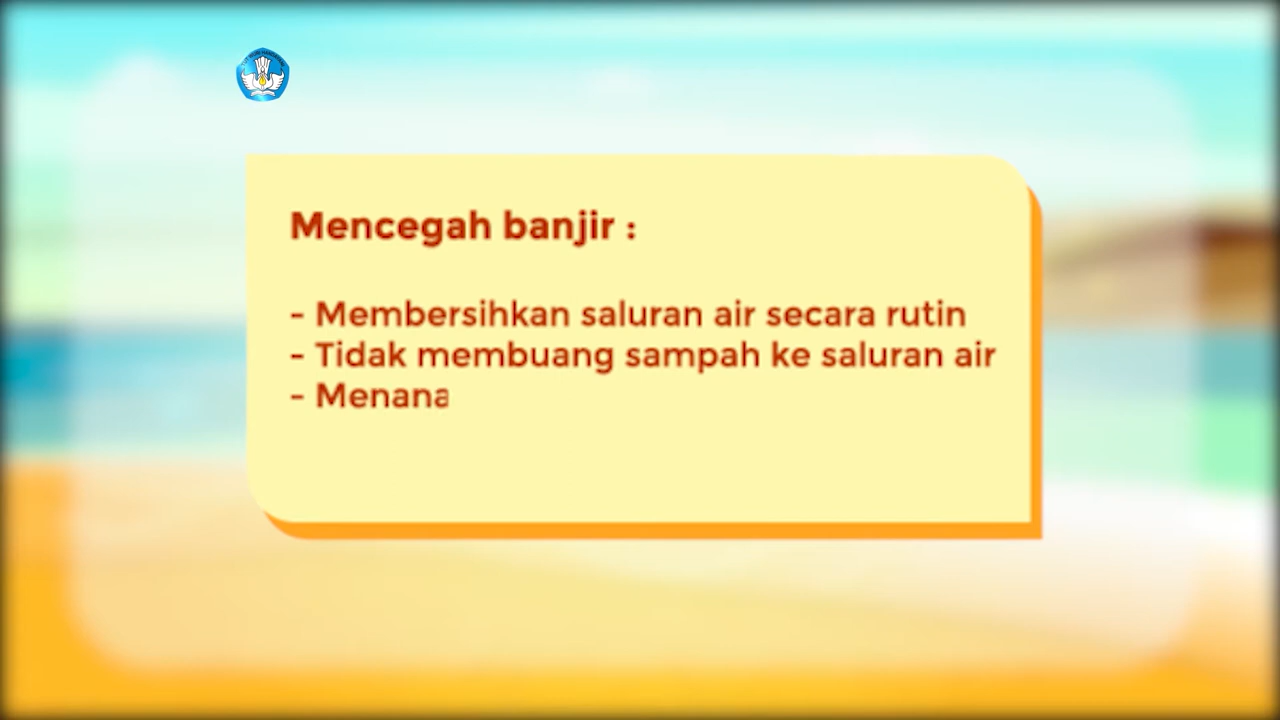 Mencegah banjir :
- Membersihkan saluran air secara rutin
- Tidak membuang sampah ke saluran air
- Menana